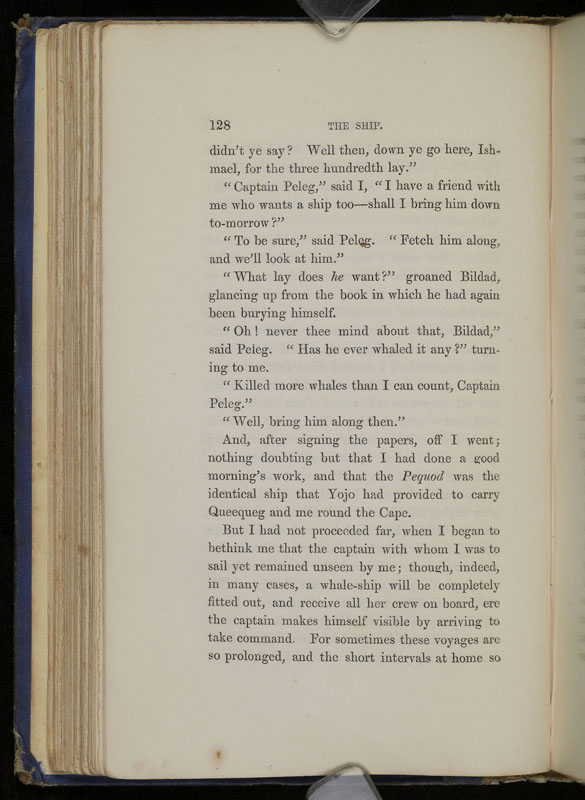 128 THE SHIP.
didn't ye say? Well then, down ye go here, Ish-
mael, for the three hundredth lay."
"Captain Peleg," said I, "I have a friend with
me who wants a ship too—shall I bring him down
to-morrow?"
"To be sure," said Peleg. "Fetch him along,
and we'll look at him."
"What lay does he want?" groaned Bildad,
glancing up from the book in which he had again
been burying himself.
"Oh! never thee mind about that, Bildad,"
said Peleg. "Has he ever whaled it any?" turn-
ing to me.
"Killed more whales than I can count, Captain
Peleg."
"Well, bring him along then."
And, after signing the papers, off I went;
nothing doubting but that I had done a good
morning's work, and that the Pequod was the
identical ship that Yojo had provided to carry
Queequeg and me round the Cape.
But I had not proceeded far, when I began to
bethink me that the captain with whom I was to
sail yet remained unseen by me; though, indeed,
in many cases, a whale-ship will be completely
fitted out, and receive all her crew on board, ere
the captain makes himself visible by arriving to
take command. For sometimes these voyages are
so prolonged, and the short intervals at home so